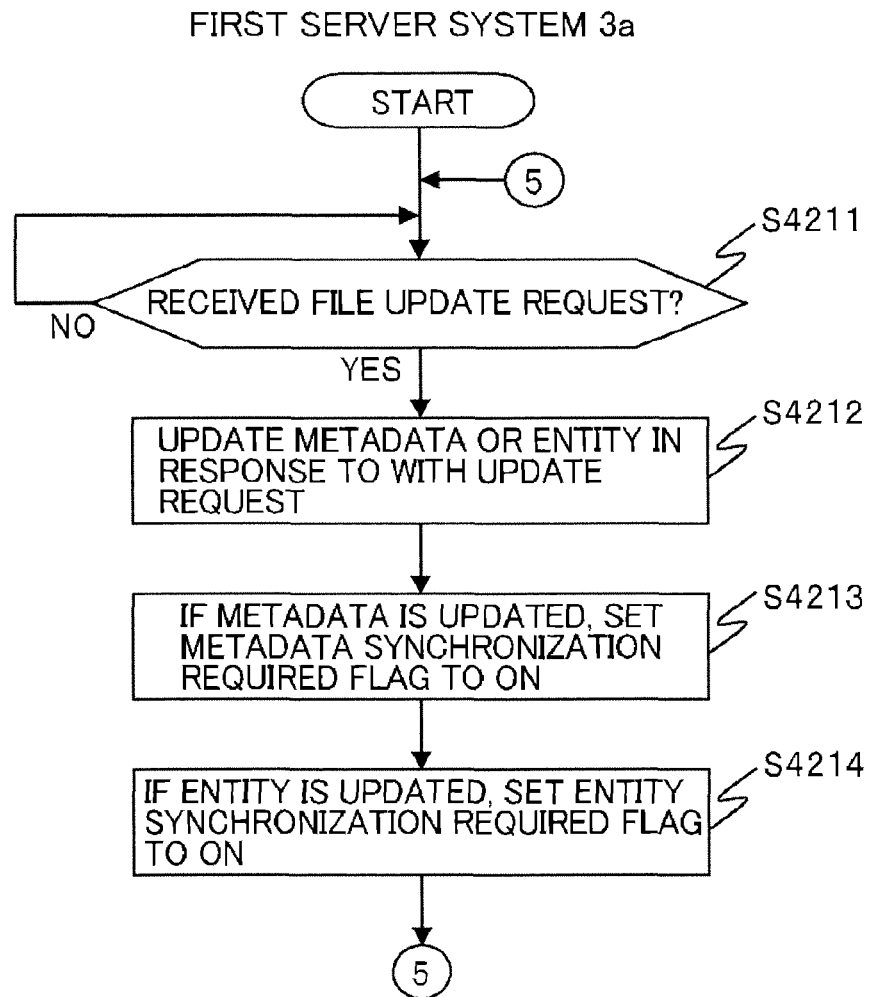 FIRST SERVER SYSTEM 3a
START
5
S4211
RECEIVED FILE UPDATE REQUEST?
NO
YES
S4212
UPDATE METADATA OR ENTITY IN
RESPONSE TO WITH UPDATE
REQUEST
S4213
IF METADATA IS UPDATED, SET
METADATA SYNCHRONIZATION
REQUIRED FLAG TO ON
S4214
IF ENTITY IS UPDATED, SET ENTITY
SYNCHRONIZATION REQUIRED FLAG
TO ON
5